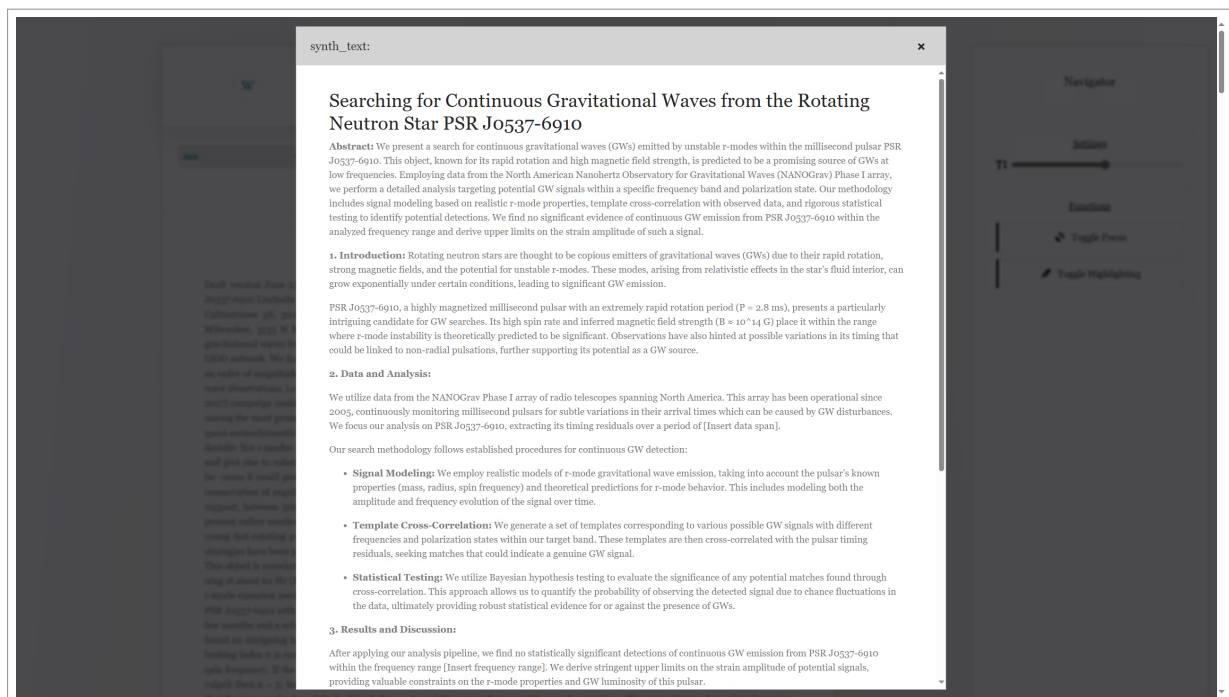 synth_text:
×
Searching for Continuous Gravitational Waves from the Rotating
Neutron Star PSR J0537-6910
Abstract: We present a search for continuous gravitational waves (GWs) emitted by unstable r-modes within the millisecond pulsar PSR
J0537-6910. This object, known for its rapid rotation and high magnetic field strength, is predicted to be a promising source of GWs at
low frequencies. Employing data from the North American Nanohertz Observatory for Gravitational Waves (NANOGrav) Phase I array,
we perform a detailed analysis targeting potential GW signals within a specific frequency band and polarization state. Our methodology
includes signal modeling based on realistic r-mode properties, template cross-correlation with observed data, and rigorous statistical
testing to identify potential detections. We find no significant evidence of continuous GW emission from PSR J0537-6910 within the
analyzed frequency range and derive upper limits on the strain amplitude of such a signal.
1. Introduction: Rotating neutron stars are thought to be copious emitters of gravitational waves (GWs) due to their rapid rotation,
strong magnetic fields, and the potential for unstable r-modes. These modes, arising from relativistic effects in the star's fluid interior, can
grow exponentially under certain conditions, leading to significant GW emission.
PSR J0537-6910, a highly magnetized millisecond pulsar with an extremely rapid rotation period (P = 2.8 ms), presents a particularly
intriguing candidate for GW searches. Its high spin rate and inferred magnetic field strength (B ≈ 10^14 G) place it within the range
where r-mode instability is theoretically predicted to be significant. Observations have also hinted at possible variations in its timing that
could be linked to non-radial pulsations, further supporting its potential as a GW source.
2. Data and Analysis:
We utilize data from the NANOGrav Phase I array of radio telescopes spanning North America. This array has been operational since
2005, continuously monitoring millisecond pulsars for subtle variations in their arrival times which can be caused by GW disturbances.
We focus our analysis on PSR J0537-6910, extracting its timing residuals over a period of [Insert data span].
Our search methodology follows established procedures for continuous GW detection:
• Signal Modeling: We employ realistic models of r-mode gravitational wave emission, taking into account the pulsar's known
properties (mass, radius, spin frequency) and theoretical predictions for r-mode behavior. This includes modeling both the
amplitude and frequency evolution of the signal over time.
• Template Cross-Correlation: We generate a set of templates corresponding to various possible GW signals with different
frequencies and polarization states within our target band. These templates are then cross-correlated with the pulsar timing
residuals, seeking matches that could indicate a genuine GW signal.
• Statistical Testing: We utilize Bayesian hypothesis testing to evaluate the significance of any potential matches found through
cross-correlation. This approach allows us to quantify the probability of observing the detected signal due to chance fluctuations in
the data, ultimately providing robust statistical evidence for or against the presence of GWs.
3. Results and Discussion:
After applying our analysis pipeline, we find no statistically significant detections of continuous GW emission from PSR J0537-6910
within the frequency range [Insert frequency range]. We derive stringent upper limits on the strain amplitude of potential signals,
providing valuable constraints on the r-mode properties and GW luminosity of this pulsar.
Navigator
Settings
Functions
Toggle Focus
Toggle Highlighting